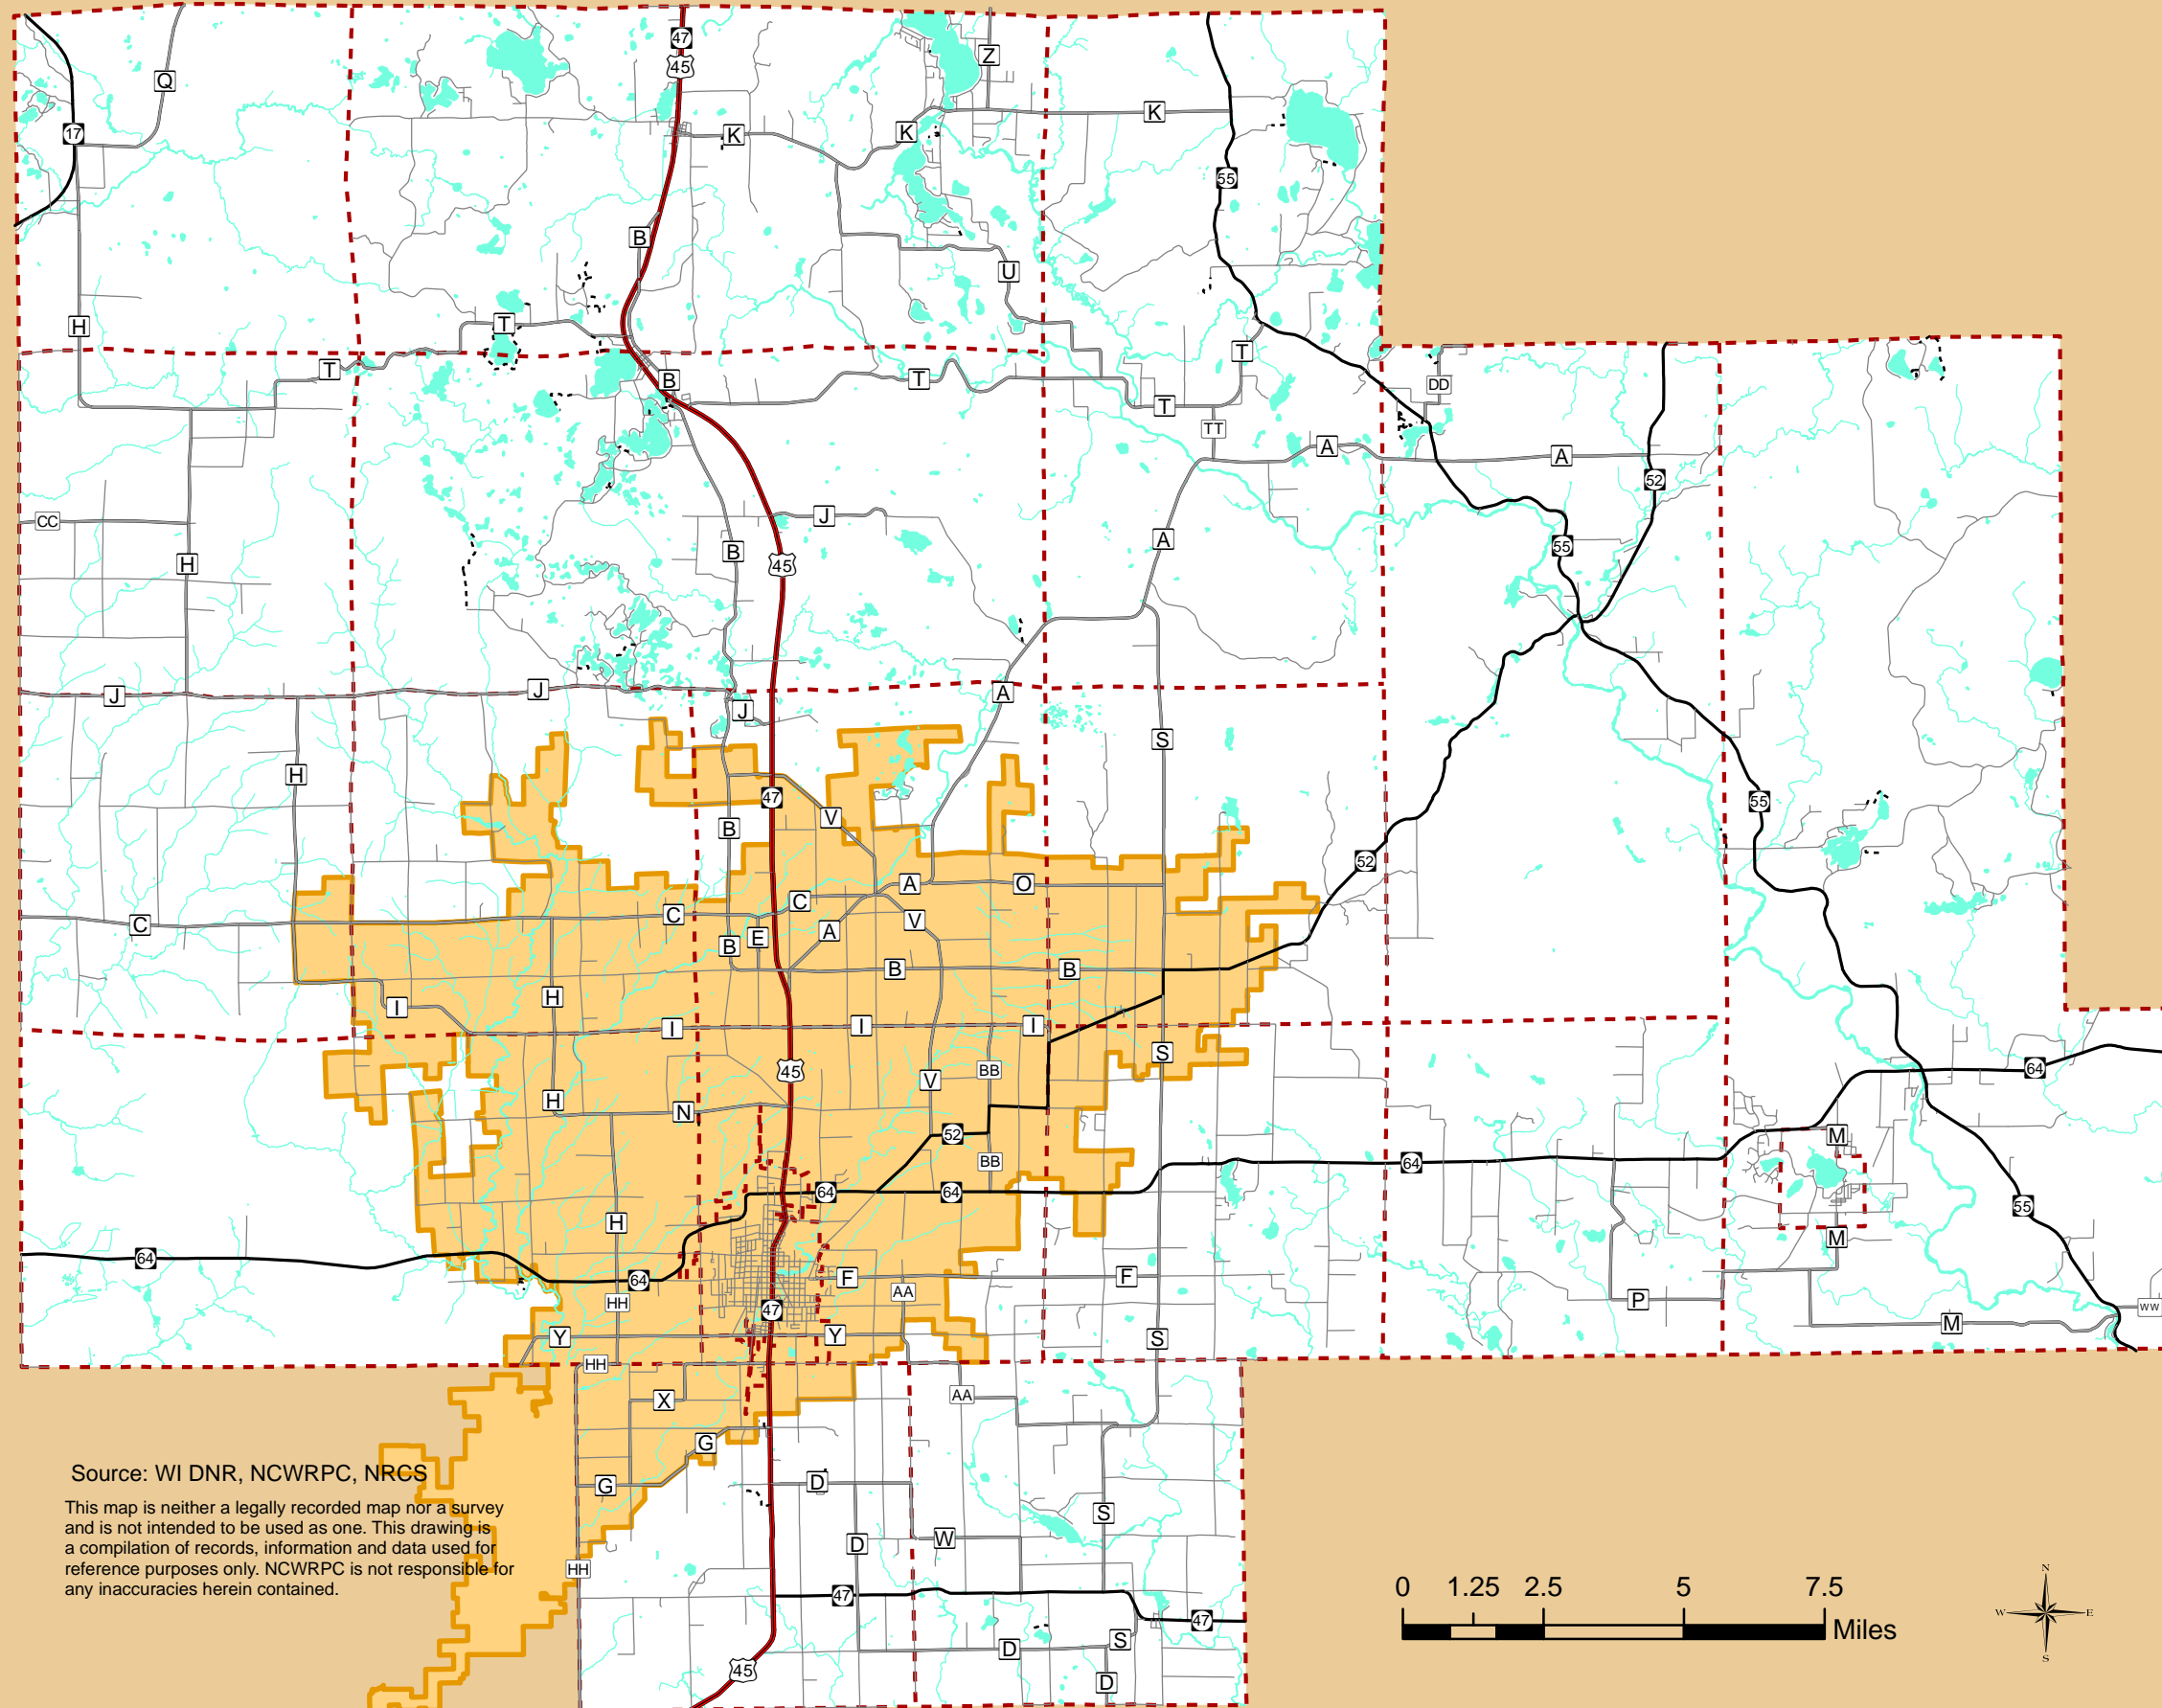 47
45
Z
Q
K
17
K
K
55
B
U
H
T
T
T
B
T
DD
T
TT
A
A
52
CC
J
55
A
B
H
45
J
J
A
J
S
H
47
55
V
B
52
A
O
C
C
V
C
A
E
B
B
B
H
I
I
I
I
S
64
BB
45
V
H
N
52
M
BB
64
64
64
55
H
M
64
F
F
64
AA
P
HH
WW
47
M
Y
Y
S
HH
AA
X
G
Source: WI DNR, NCWRPC, NRCS
D
G
This map is neither a legally recorded map nor a survey
and is not intended to be used as one. This drawing is
a compilation of records, information and data used for
reference purposes only. NCWRPC is not responsible for
any inaccuracies herein contained.
S
W
D
HH
47
47
S
D
45
D
0 1.25 2.5 5 7.5
Miles
N
W E
S